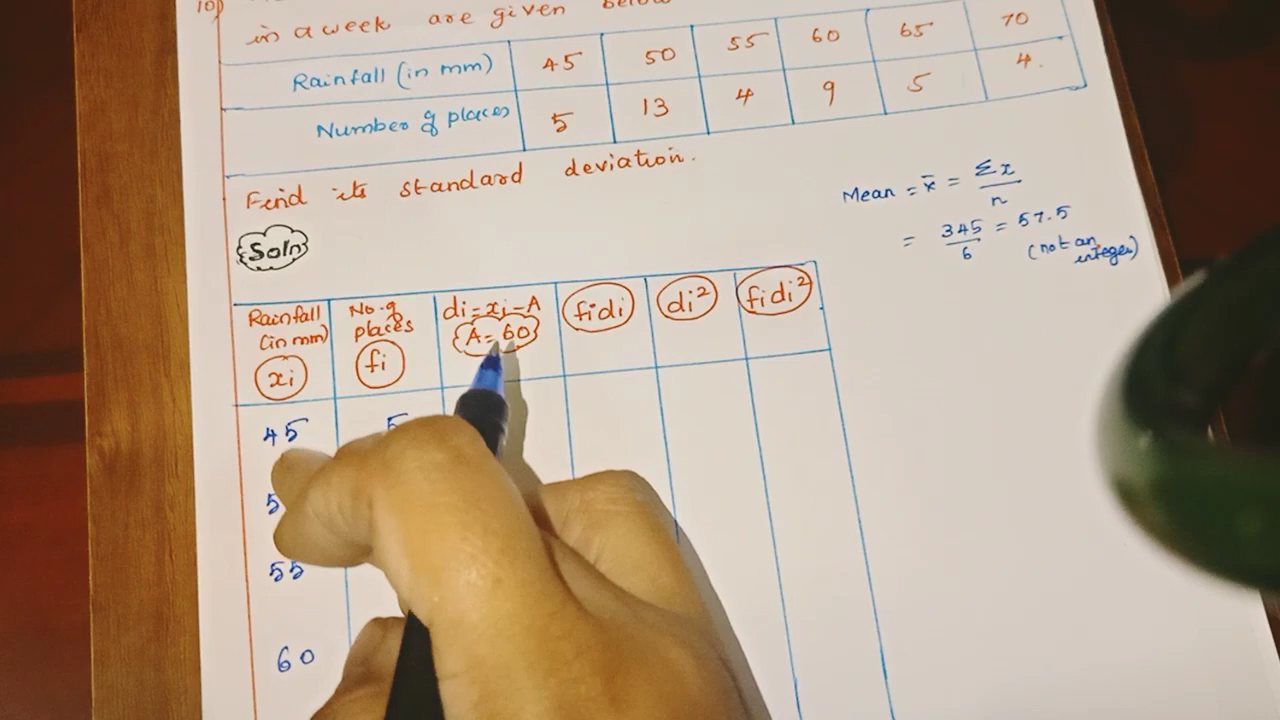 10)
in a week are given below
Rainfall (in mm) 45 50 55 60 65 70
Number of places 5 13 4 9 5 4.
Find its standard deviation.
Mean = x̄ = Σx / n
= 345 / 6 = 57.5
(not an integer)
Soln
Rainfall (in mm) xi
No. of places fi
di = xi - A
A = 60
fidi
di²
fidi²
45 5
55
60